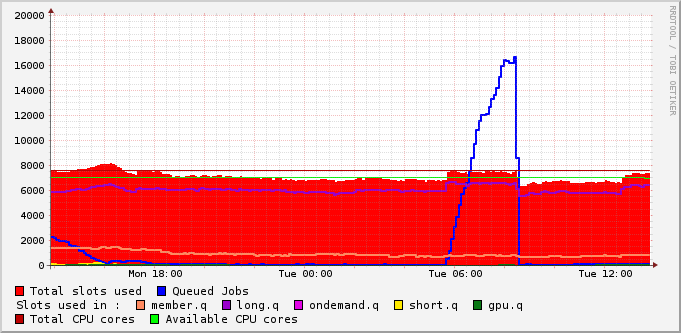 20000
18000
16000
14000
12000
10000
8000
6000
4000
2000
0
Mon 18:00 Tue 00:00 Tue 06:00 Tue 12:00
Total slots used Queued Jobs
Slots used in : member.q long.q ondemand.q short.q gpu.q
Total CPU cores Available CPU cores
RRDTOOL / TOBI OETIKER